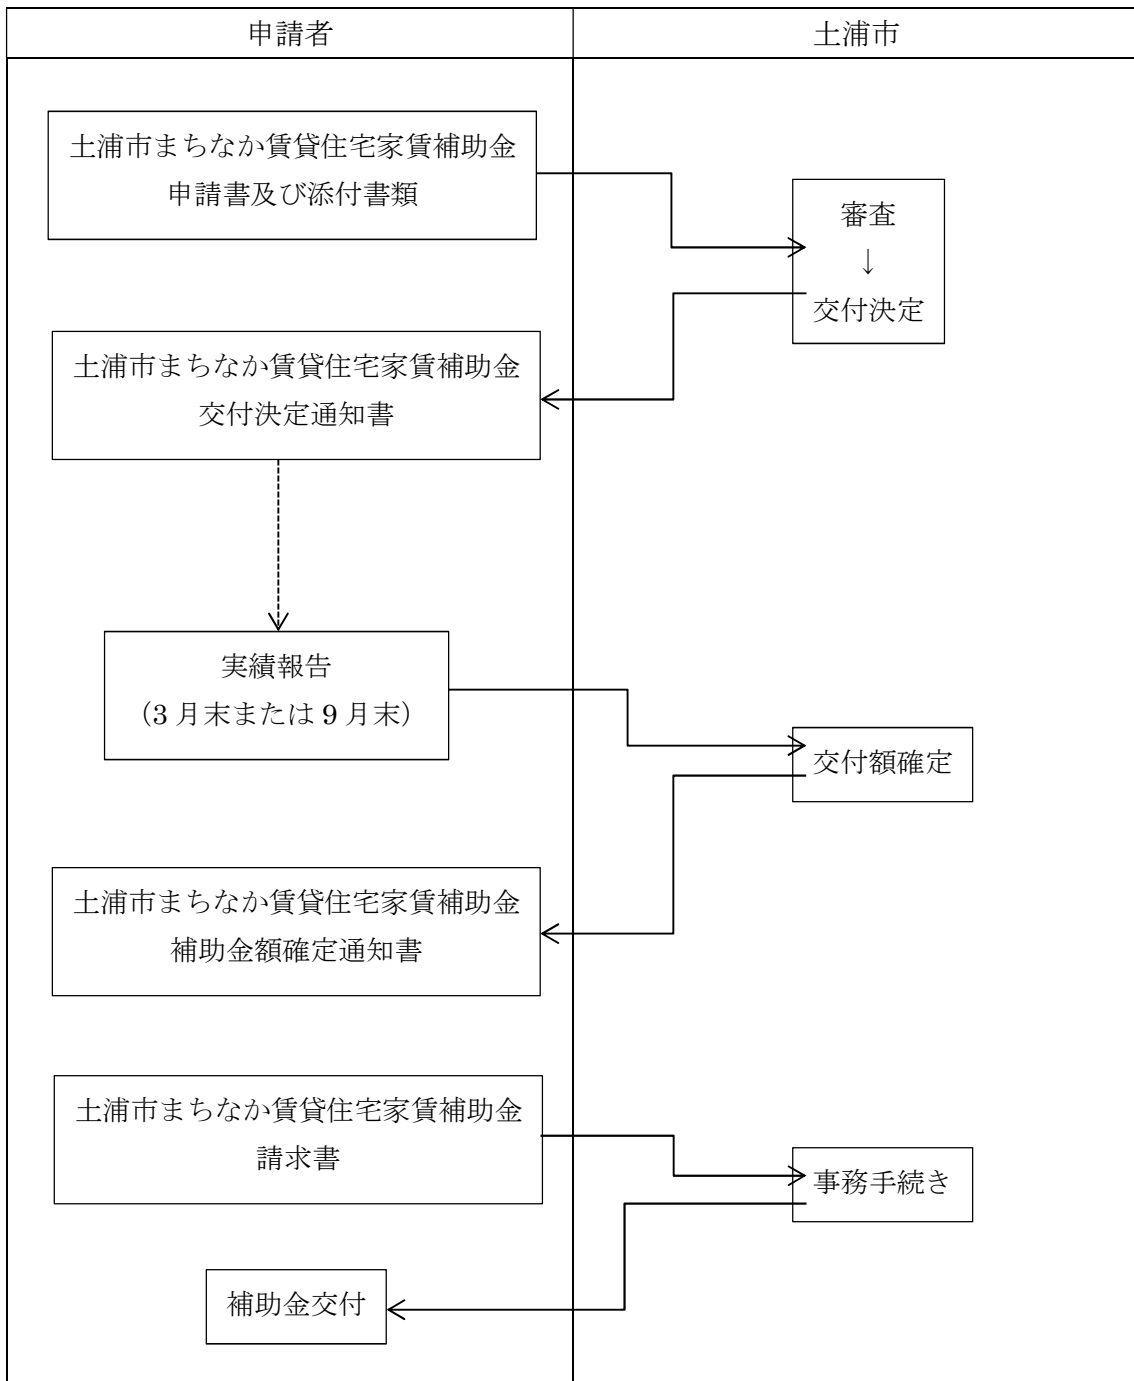 申請者
土浦市
土浦市まちなか賃貸住宅家賃補助金
申請書及び添付書類
審査
↓
交付決定
土浦市まちなか賃貸住宅家賃補助金
交付決定通知書
実績報告
（3 月末または 9 月末）
交付額確定
土浦市まちなか賃貸住宅家賃補助金
補助金額確定通知書
土浦市まちなか賃貸住宅家賃補助金
請求書
事務手続き
補助金交付